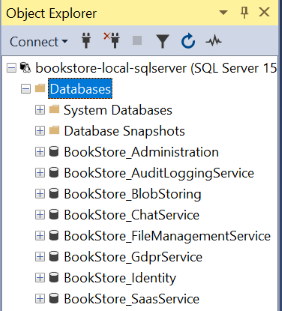 Object Explorer
Connect
bookstore-local-sqlserver (SQL Server 15
Databases
System Databases
Database Snapshots
BookStore_Administration
BookStore_AuditLoggingService
BookStore_BlobStoring
BookStore_ChatService
BookStore_FileManagementService
BookStore_GdprService
BookStore_Identity
BookStore_SaasService